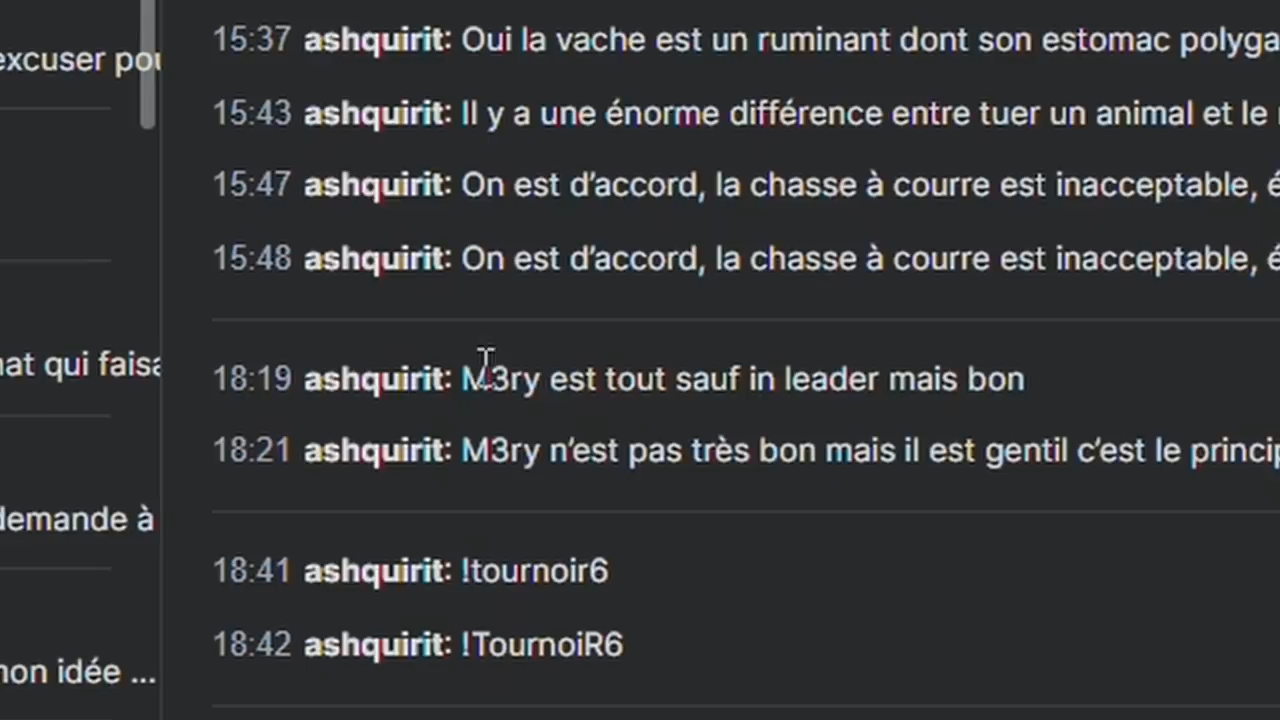 excuser pou
15:37 ashquirit: Oui la vache est un ruminant dont son estomac polyga
15:43 ashquirit: Il y a une énorme différence entre tuer un animal et le
15:47 ashquirit: On est d’accord, la chasse à courre est inacceptable, é
15:48 ashquirit: On est d’accord, la chasse à courre est inacceptable, é
nat qui faisa
18:19 ashquirit: M3ry est tout sauf in leader mais bon
18:21 ashquirit: M3ry n’est pas très bon mais il est gentil c’est le princip
demande à
18:41 ashquirit: !tournoir6
18:42 ashquirit: !TournoiR6
mon idée ...